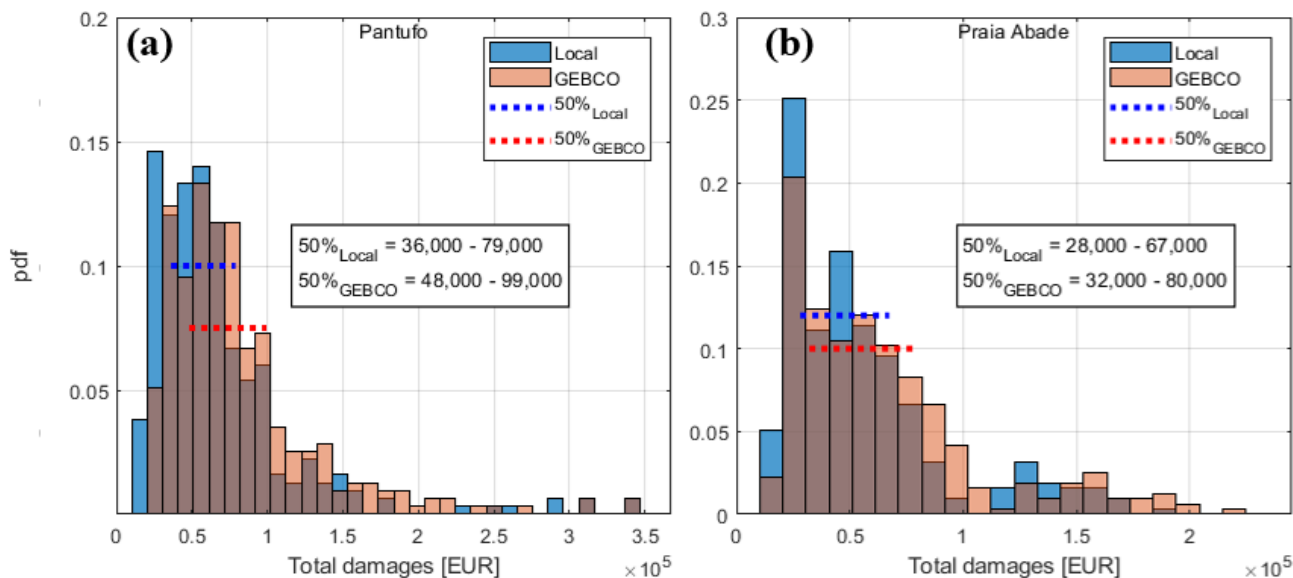 (a)
Pantufo
Local
GEBCO
50%Local
50%GEBCO
50%Local = 36,000 - 79,000
50%GEBCO = 48,000 - 99,000
0.2
0.15
0.1
0.05
pdf
0
0.5
1
1.5
2
2.5
3
3.5
Total damages [EUR]
×10^5
(b)
Praia Abade
Local
GEBCO
50%Local
50%GEBCO
50%Local = 28,000 - 67,000
50%GEBCO = 32,000 - 80,000
0.3
0.25
0.2
0.15
0.1
0.05
0
0
0.5
1
1.5
2
Total damages [EUR]
×10^5